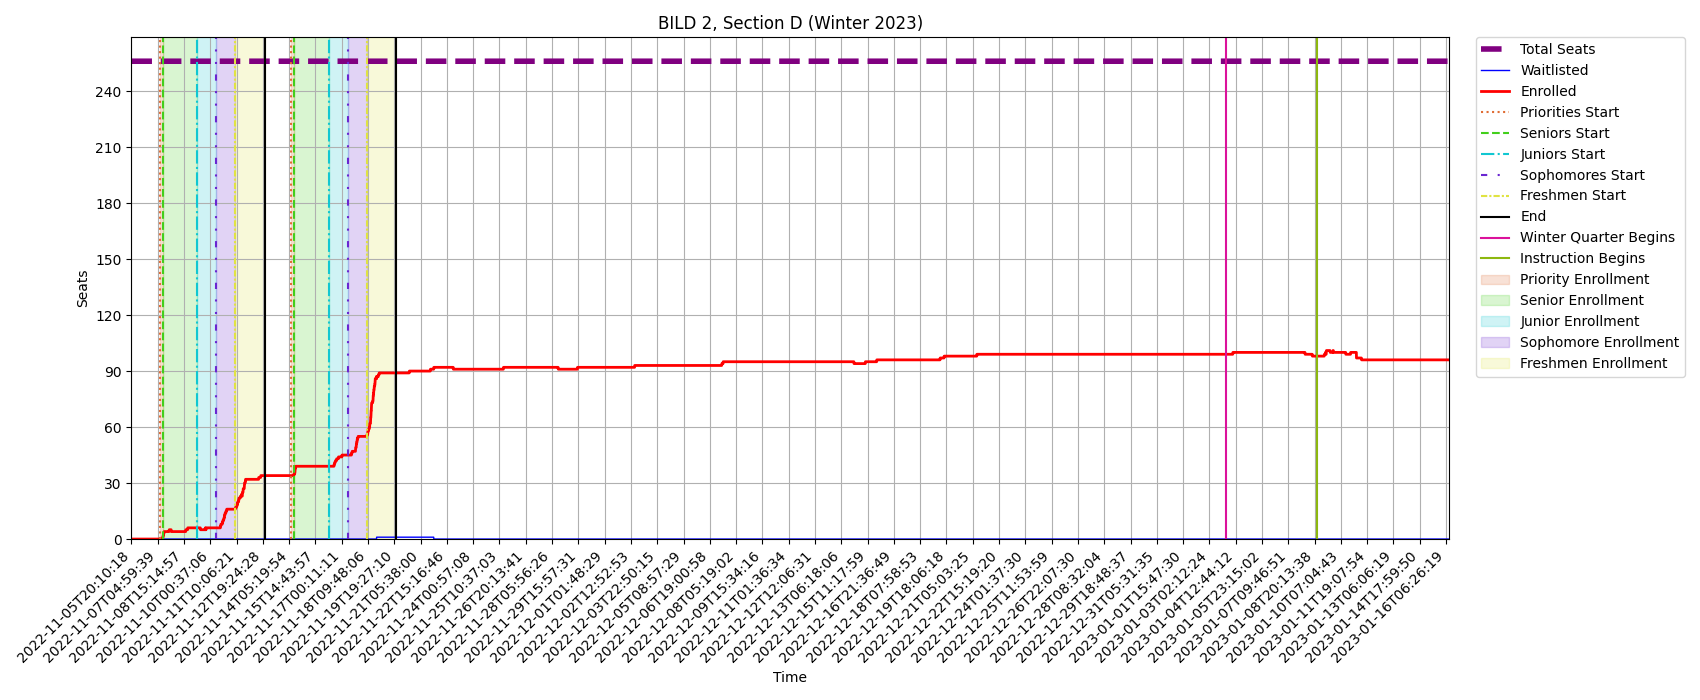 BILD 2, Section D (Winter 2023)
Seats
240
210
180
150
120
90
60
30
0
2022-11-05T20:10:18
2022-11-07T04:59:39
2022-11-08T15:14:57
2022-11-10T00:37:06
2022-11-11T10:06:21
2022-11-12T19:24:28
2022-11-14T05:19:54
2022-11-15T14:43:57
2022-11-17T00:11:11
2022-11-18T09:48:06
2022-11-19T19:27:10
2022-11-21T05:38:00
2022-11-22T15:16:46
2022-11-24T00:57:08
2022-11-25T10:37:03
2022-11-26T20:13:41
2022-11-28T05:56:26
2022-11-29T15:57:31
2022-12-01T01:48:29
2022-12-02T12:52:53
2022-12-03T22:50:15
2022-12-05T08:57:29
2022-12-06T19:00:58
2022-12-08T05:19:02
2022-12-09T15:34:16
2022-12-11T01:36:34
2022-12-12T12:06:31
2022-12-13T06:18:06
2022-12-15T11:17:59
2022-12-16T21:36:49
2022-12-18T07:58:53
2022-12-19T18:06:18
2022-12-21T05:03:25
2022-12-22T15:19:20
2022-12-24T01:37:30
2022-12-25T11:53:59
2022-12-26T22:07:30
2022-12-28T08:32:04
2022-12-29T18:48:37
2022-12-31T05:31:35
2023-01-01T15:47:30
2023-01-03T02:12:24
2023-01-04T12:44:12
2023-01-05T23:15:02
2023-01-07T09:46:51
2023-01-08T20:13:38
2023-01-10T07:04:43
2023-01-11T19:07:54
2023-01-13T06:06:19
2023-01-14T17:59:50
2023-01-16T06:26:19
Time
Total Seats
Waitlisted
Enrolled
Priorities Start
Seniors Start
Juniors Start
Sophomores Start
Freshmen Start
End
Winter Quarter Begins
Instruction Begins
Priority Enrollment
Senior Enrollment
Junior Enrollment
Sophomore Enrollment
Freshmen Enrollment